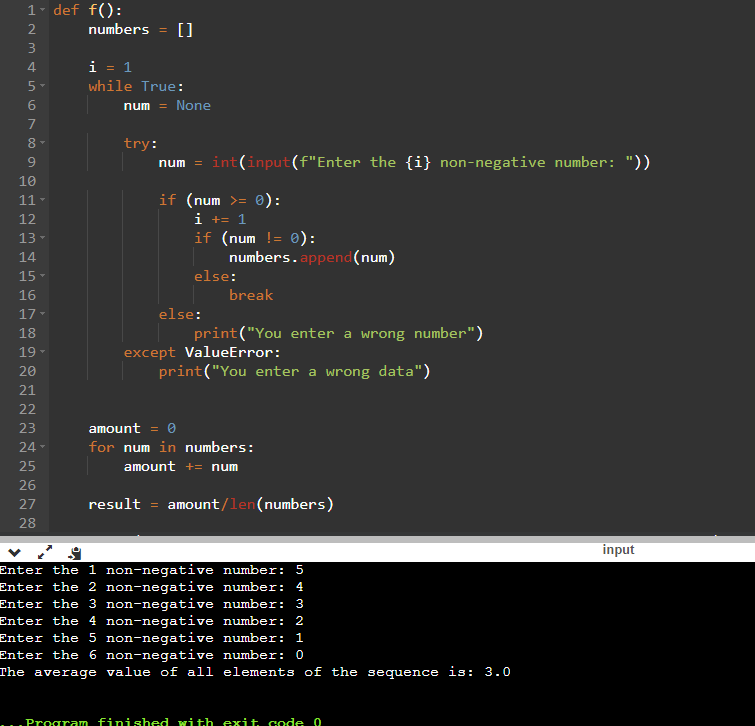 1 def f():
2 numbers = []
3
4 i = 1
5 while True:
6 num = None
7
8 try:
9 num = int(input(f"Enter the {i} non-negative number: "))
10
11 if (num >= 0):
12 i += 1
13 if (num != 0):
14 numbers.append(num)
15 else:
16 break
17 else:
18 print("You enter a wrong number")
19 except ValueError:
20 print("You enter a wrong data")
21
22
23 amount = 0
24 for num in numbers:
25 amount += num
26
27 result = amount/len(numbers)
28
input
Enter the 1 non-negative number: 5
Enter the 2 non-negative number: 4
Enter the 3 non-negative number: 3
Enter the 4 non-negative number: 2
Enter the 5 non-negative number: 1
Enter the 6 non-negative number: 0
The average value of all elements of the sequence is: 3.0
...Program finished with exit code 0